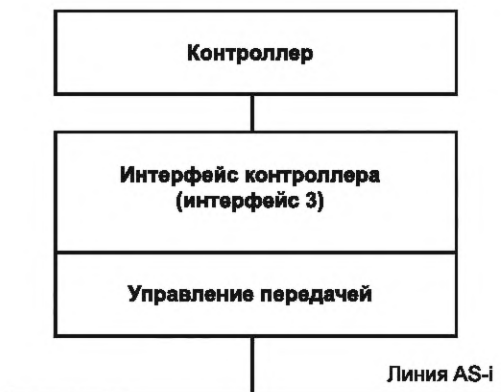 Контроллер
Интерфейс контроллера
(интерфейс 3)
Управление передачей
Линия AS-i